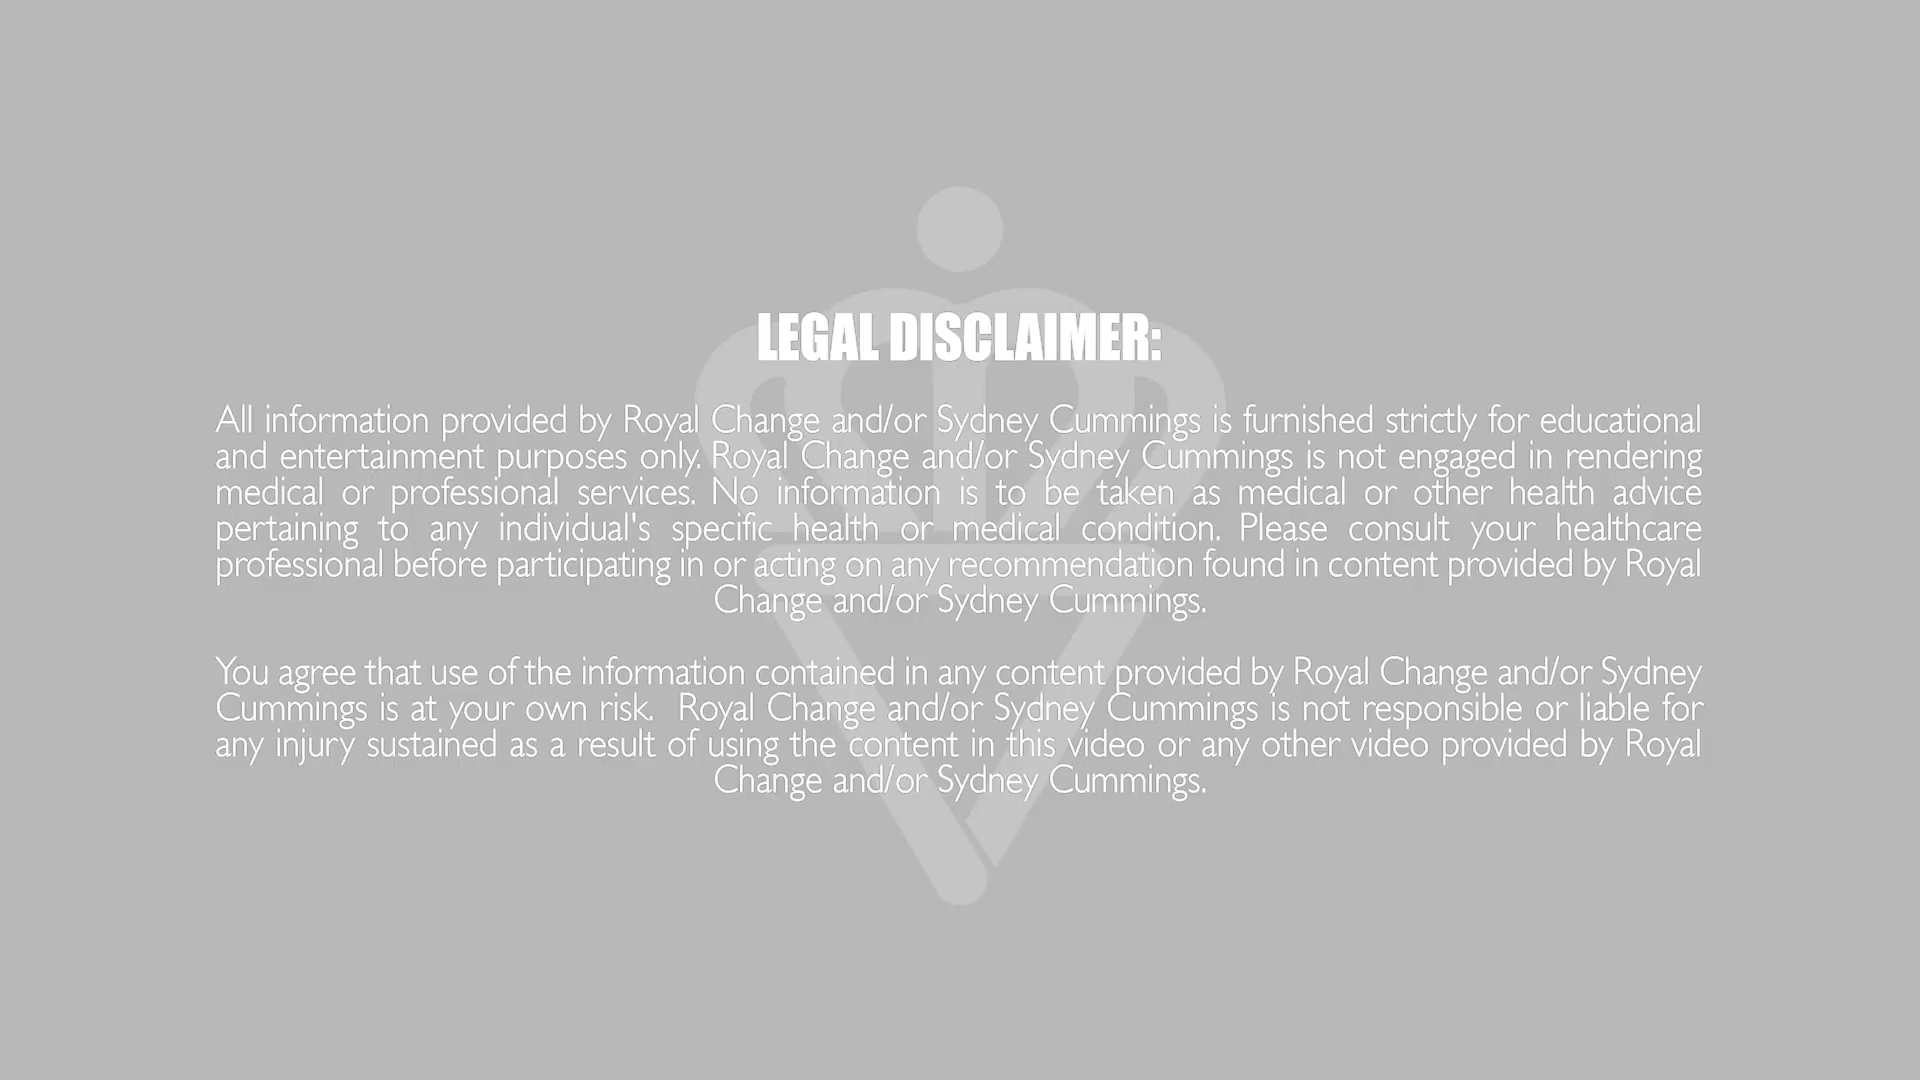 LEGAL DISCLAIMER:
All information provided by Royal Change and/or Sydney Cummings is furnished strictly for educational
and entertainment purposes only. Royal Change and/or Sydney Cummings is not engaged in rendering
medical or professional services. No information is to be taken as medical or other health advice
pertaining to any individual's specific health or medical condition. Please consult your healthcare
professional before participating in or acting on any recommendation found in content provided by Royal
Change and/or Sydney Cummings.
You agree that use of the information contained in any content provided by Royal Change and/or Sydney
Cummings is at your own risk.  Royal Change and/or Sydney Cummings is not responsible or liable for
any injury sustained as a result of using the content in this video or any other video provided by Royal
Change and/or Sydney Cummings.